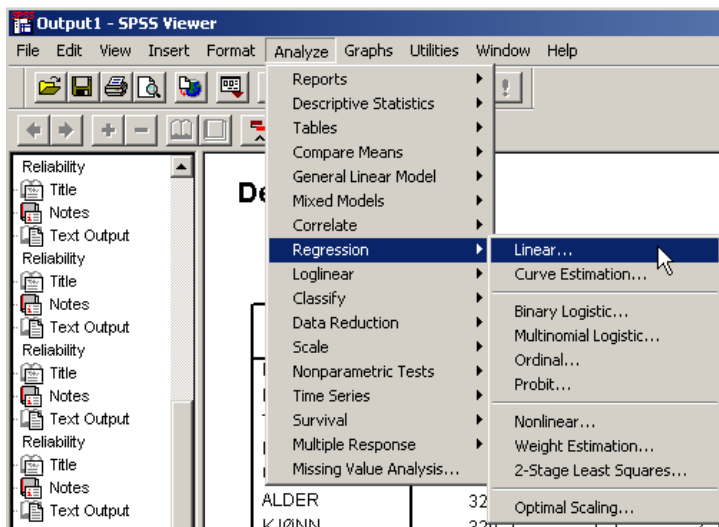 Output1 - SPSS Viewer
File Edit View Insert Format Analyze Graphs Utilities Window Help
Reliability
Title
Notes
Text Output
Reliability
Title
Notes
Text Output
Reliability
Title
Notes
Text Output
Reliability
Title
Notes
Text Output
Reports
Descriptive Statistics
Tables
Compare Means
General Linear Model
Mixed Models
Correlate
Regression
Loglinear
Classify
Data Reduction
Scale
Nonparametric Tests
Time Series
Survival
Multiple Response
Missing Value Analysis...
Linear...
Curve Estimation...
Binary Logistic...
Multinomial Logistic...
Ordinal...
Probit...
Nonlinear...
Weight Estimation...
2-Stage Least Squares...
Optimal Scaling...
ALDER
KJØNN